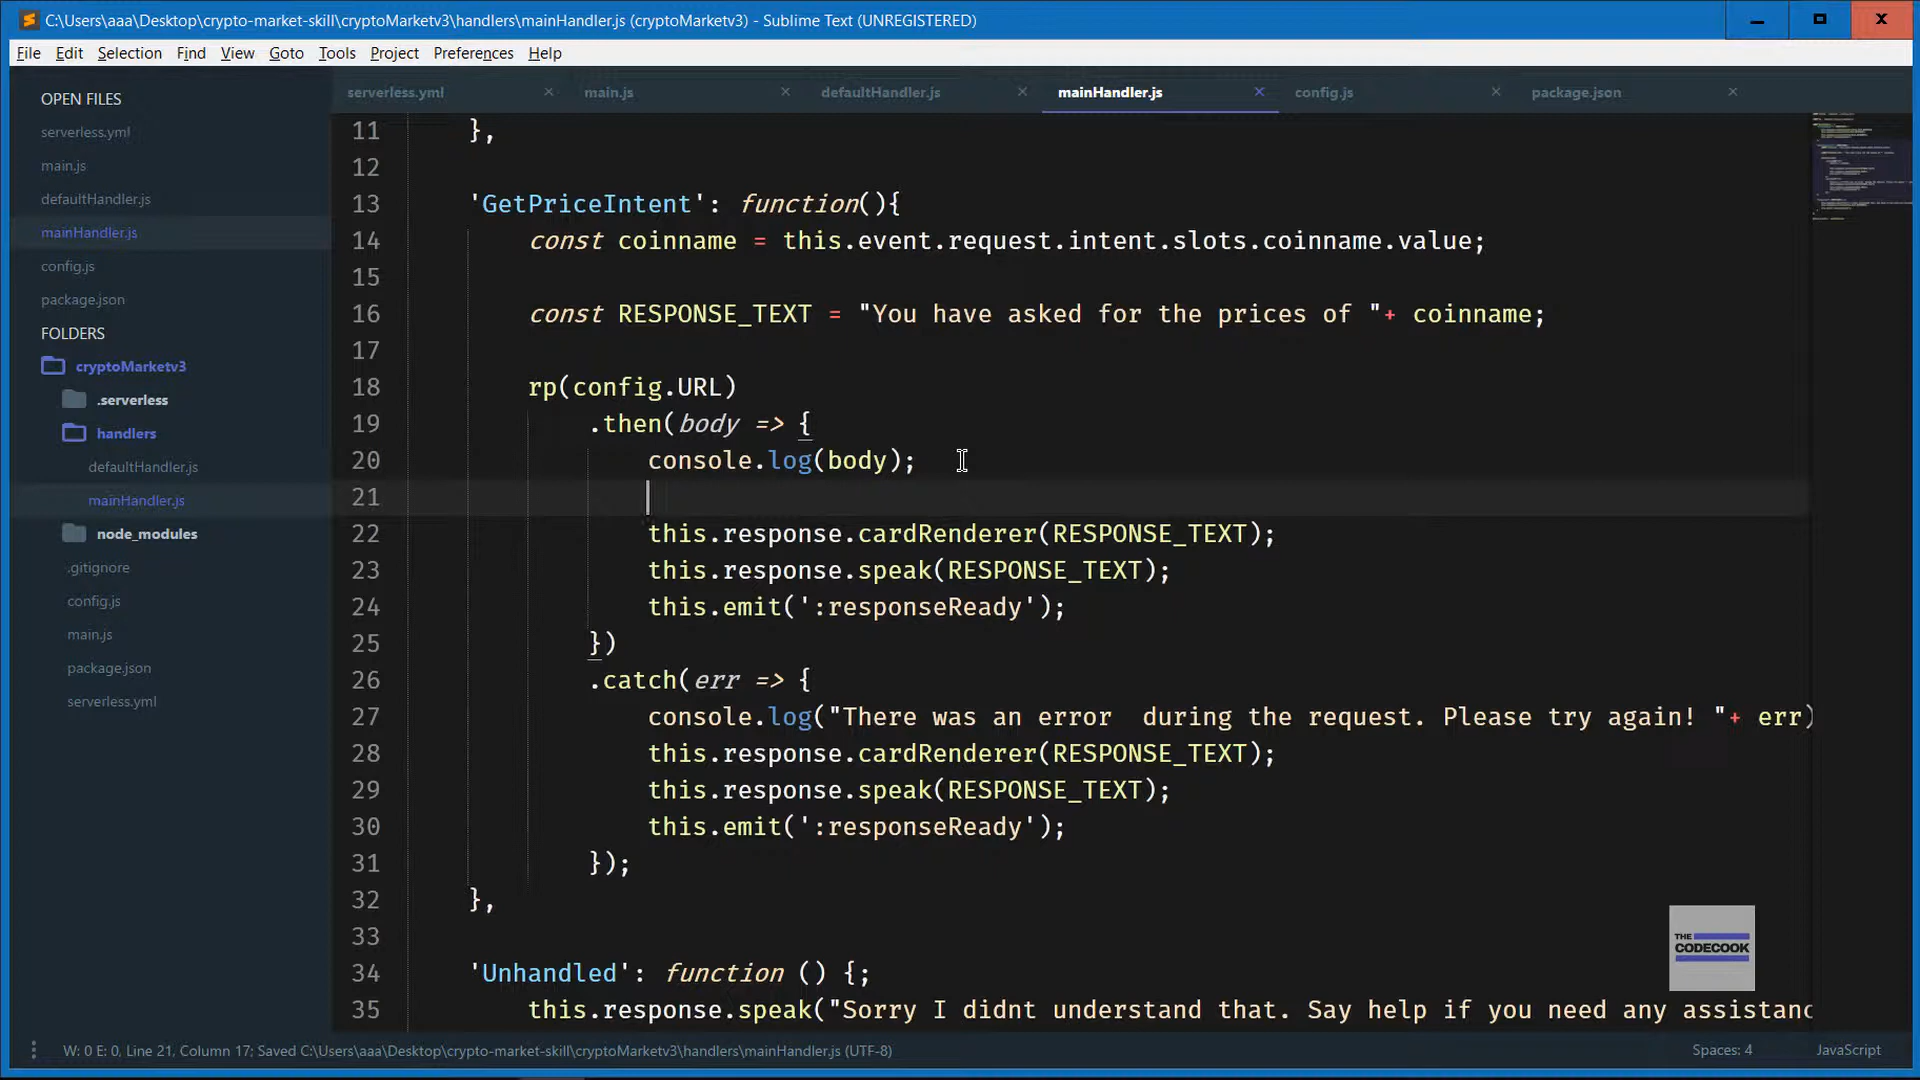 C:\Users\aaa\Desktop\crypto-market-skill\cryptoMarketv3\handlers\mainHandler.js (cryptoMarketv3) - Sublime Text (UNREGISTERED)
File Edit Selection Find View Goto Tools Project Preferences Help
OPEN FILES
serverless.yml
main.js
defaultHandler.js
mainHandler.js
config.js
package.json
FOLDERS
cryptoMarketv3
.serverless
handlers
defaultHandler.js
mainHandler.js
node_modules
.gitignore
config.js
main.js
package.json
serverless.yml
serverless.yml × main.js × defaultHandler.js × mainHandler.js × config.js × package.json ×
11 },
12
13 'GetPriceIntent': function(){
14 const coinname = this.event.request.intent.slots.coinname.value;
15
16 const RESPONSE_TEXT = "You have asked for the prices of "+ coinname;
17
18 rp(config.URL)
19 .then(body => {
20 console.log(body);
21
22 this.response.cardRenderer(RESPONSE_TEXT);
23 this.response.speak(RESPONSE_TEXT);
24 this.emit(':responseReady');
25 })
26 .catch(err => {
27 console.log("There was an error  during the request. Please try again! "+ err)
28 this.response.cardRenderer(RESPONSE_TEXT);
29 this.response.speak(RESPONSE_TEXT);
30 this.emit(':responseReady');
31 });
32 },
33
34 'Unhandled': function () {;
35 this.response.speak("Sorry I didnt understand that. Say help if you need any assistanc
THE
CODECOOK
W: 0 E: 0, Line 21, Column 17; Saved C:\Users\aaa\Desktop\crypto-market-skill\cryptoMarketv3\handlers\mainHandler.js (UTF-8) Spaces: 4 JavaScript